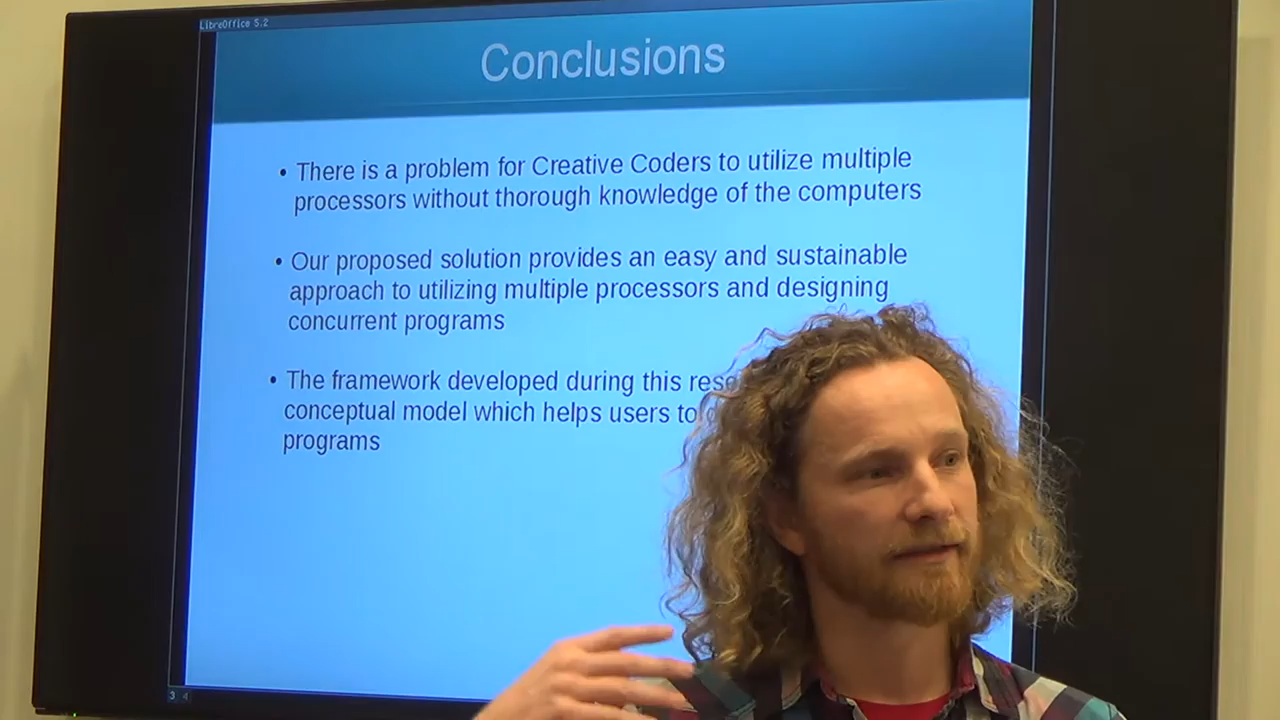 LibreOffice 5.2
Conclusions
• There is a problem for Creative Coders to utilize multiple
processors without thorough knowledge of the computers
• Our proposed solution provides an easy and sustainable
approach to utilizing multiple processors and designing
concurrent programs
• The framework developed during this
conceptual model which helps users to
programs
3